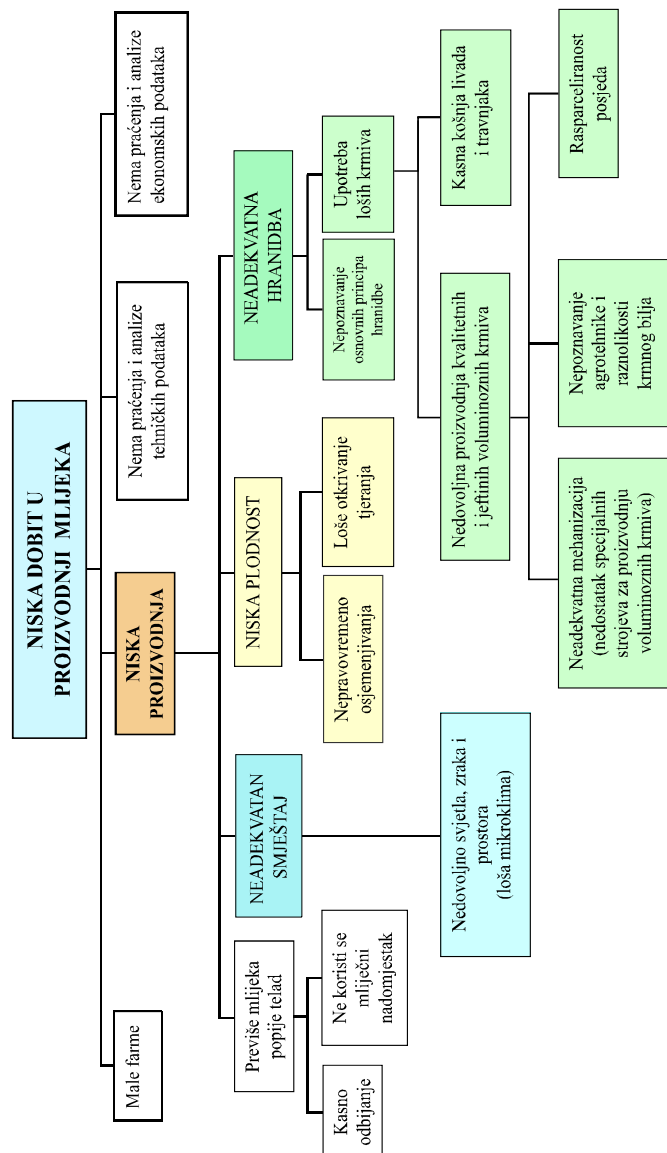 NISKA DOBIT U
PROIZVODNJI MLIJEKA
Male farme
NISKA
PROIZVODNJA
Nema praćenja i analize
tehničkih podataka
Nema praćenja i analize
ekonomskih podataka
Previše mlijeka
popije telad
NEADEKVATAN
SMJEŠTAJ
NISKA PLODNOST
NEADEKVATNA
HRANIDBA
Kasno
odbijanje
Ne koristi se
mliječni
nadomjestak
Nepravovremeno
osjemenjivanja
Loše otkrivanje
tjeranja
Nepoznavanje
osnovnih principa
hranidbe
Upotreba
loših krmiva
Nedovoljno svjetla, zraka i
prostora
(loša mikroklima)
Nedovoljna proizvodnja kvalitetnih
i jeftinih voluminoznih krmiva
Kasna košnja livada
i travnjaka
Neadekvatna mehanizacija
(nedostatak specijalnih
strojeva za proizvodnju
voluminoznih krmiva)
Nepoznavanje
agrotehnike i
raznolikosti
krmnog bilja
Rasparceliranost
posjeda